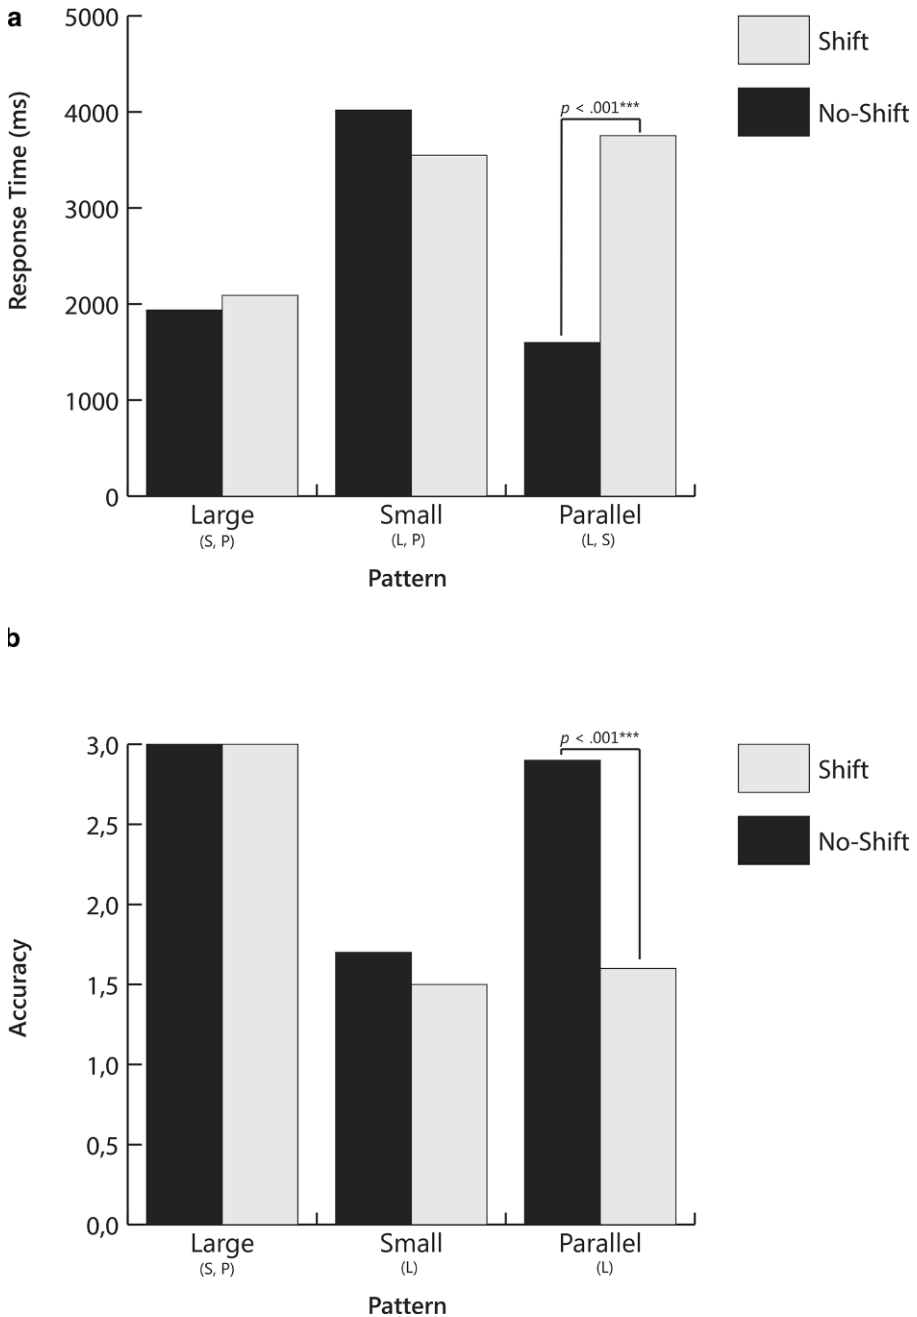 a
5000
4000
3000
2000
1000
0
Response Time (ms)
p < .001***
Shift
No-Shift
Large
(S, P)
Small
(L, P)
Parallel
(L, S)
Pattern
b
3,0
2,5
2,0
1,5
1,0
0,5
0,0
Accuracy
p < .001***
Shift
No-Shift
Large
(S, P)
Small
(L)
Parallel
(L)
Pattern